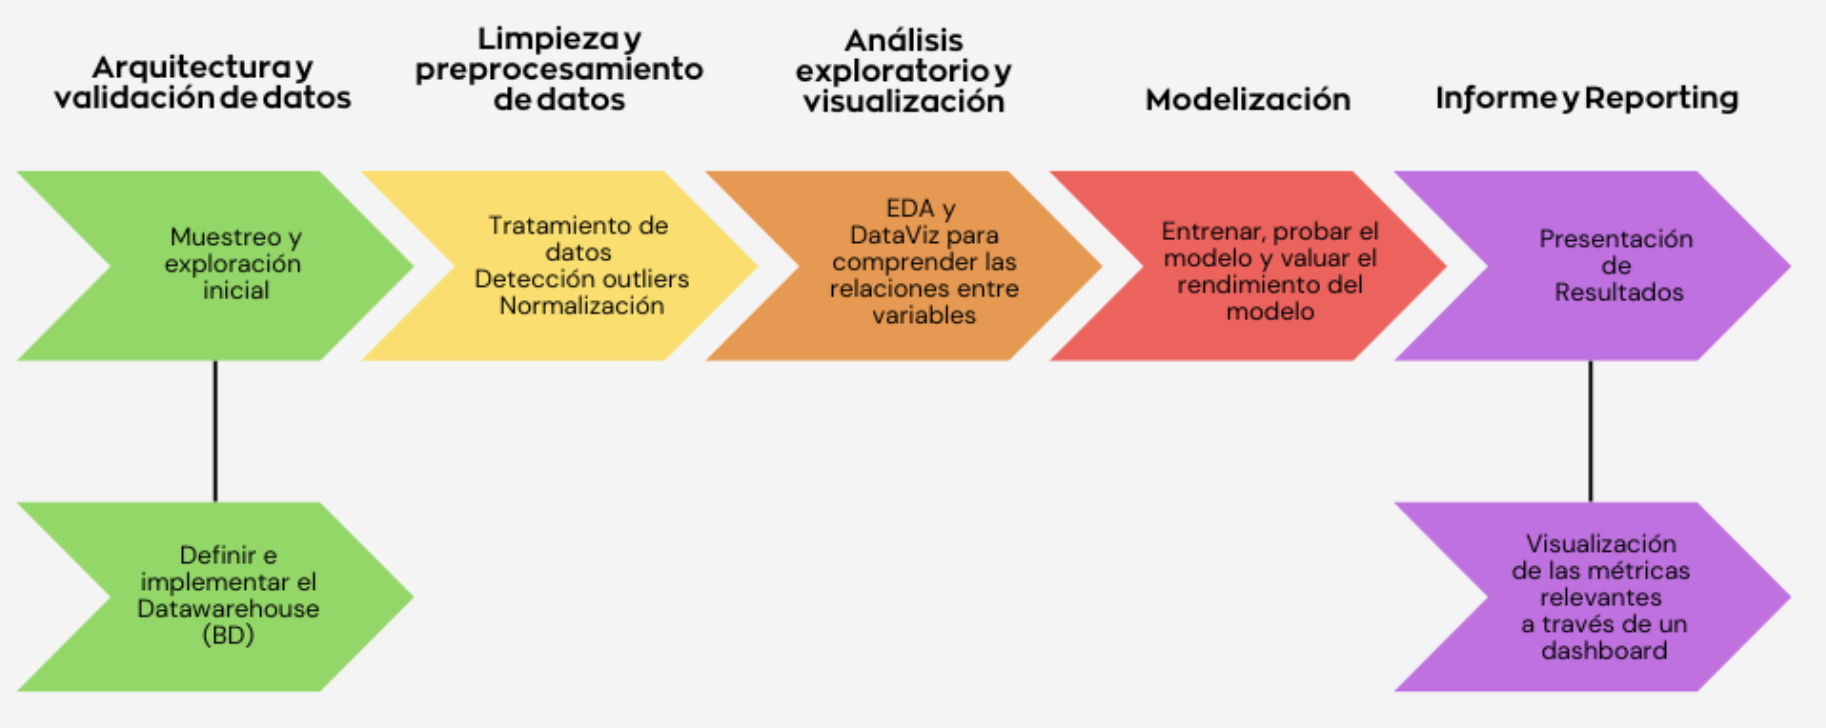 Arquitectura y
validación de datos
Limpieza y
preprocesamiento
de datos
Análisis
exploratorio y
visualización
Modelización
Informe y Reporting
Muestreo y
exploración
inicial
Tratamiento de
datos
Detección outliers
Normalización
EDA y
DataViz para
comprender las
relaciones entre
variables
Entrenar, probar el
modelo y valuar el
rendimiento del
modelo
Presentación
de
Resultados
Definir e
implementar el
Datawarehouse
(BD)
Visualización
de las métricas
relevantes
a través de un
dashboard